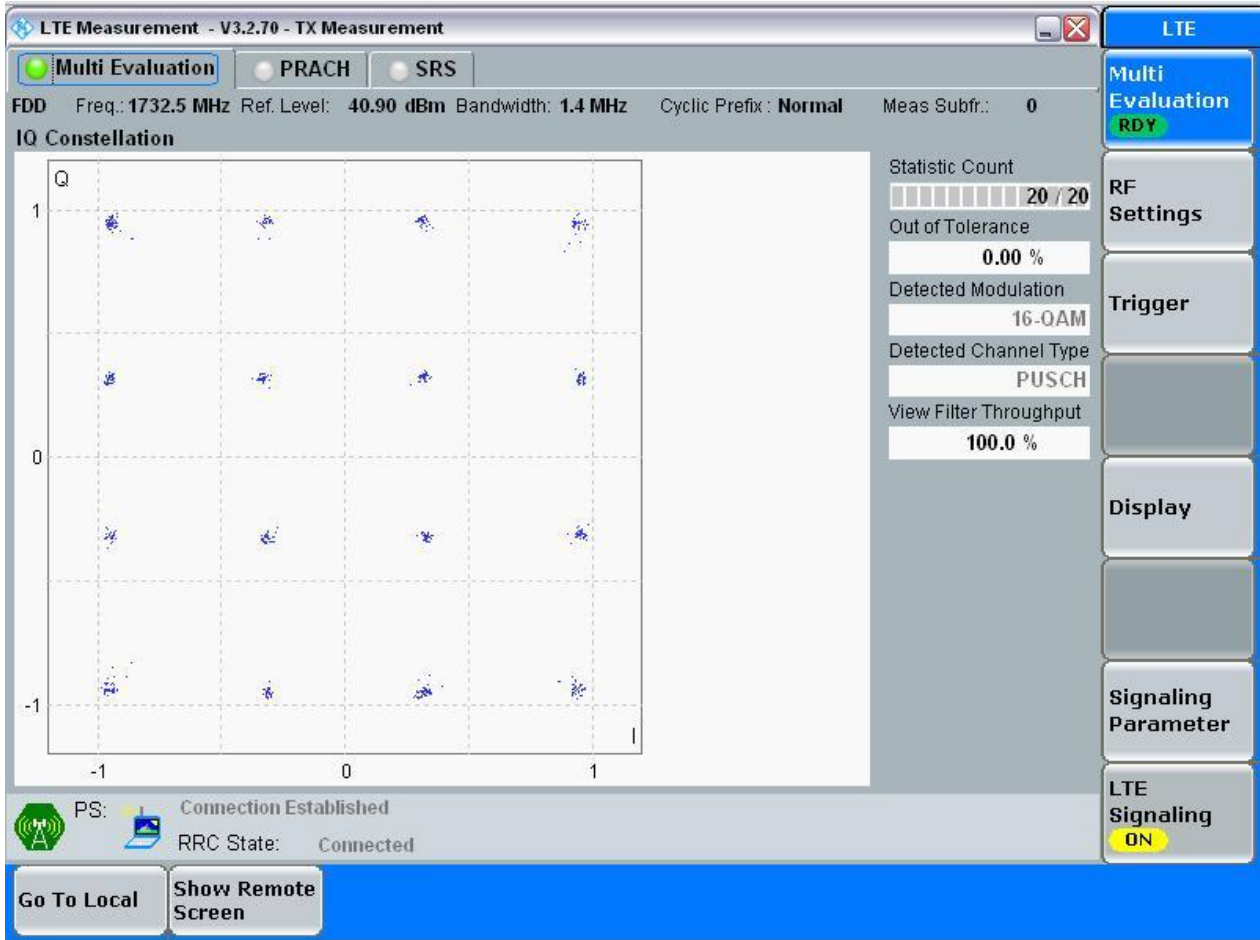 LTE Measurement - V3.2.70 - TX Measurement
LTE
Multi Evaluation PRACH SRS
FDD Freq.: 1732.5 MHz Ref. Level: 40.90 dBm Bandwidth: 1.4 MHz Cyclic Prefix : Normal Meas Subfr.: 0
IQ Constellation
Q
1
0
-1
I
-1 0 1
Statistic Count
20 / 20
Out of Tolerance
0.00 %
Detected Modulation
16-QAM
Detected Channel Type
PUSCH
View Filter Throughput
100.0 %
Multi
Evaluation
RDY
RF
Settings
Trigger
Display
Signaling
Parameter
LTE
Signaling
ON
PS: Connection Established
RRC State: Connected
Go To Local
Show Remote
Screen